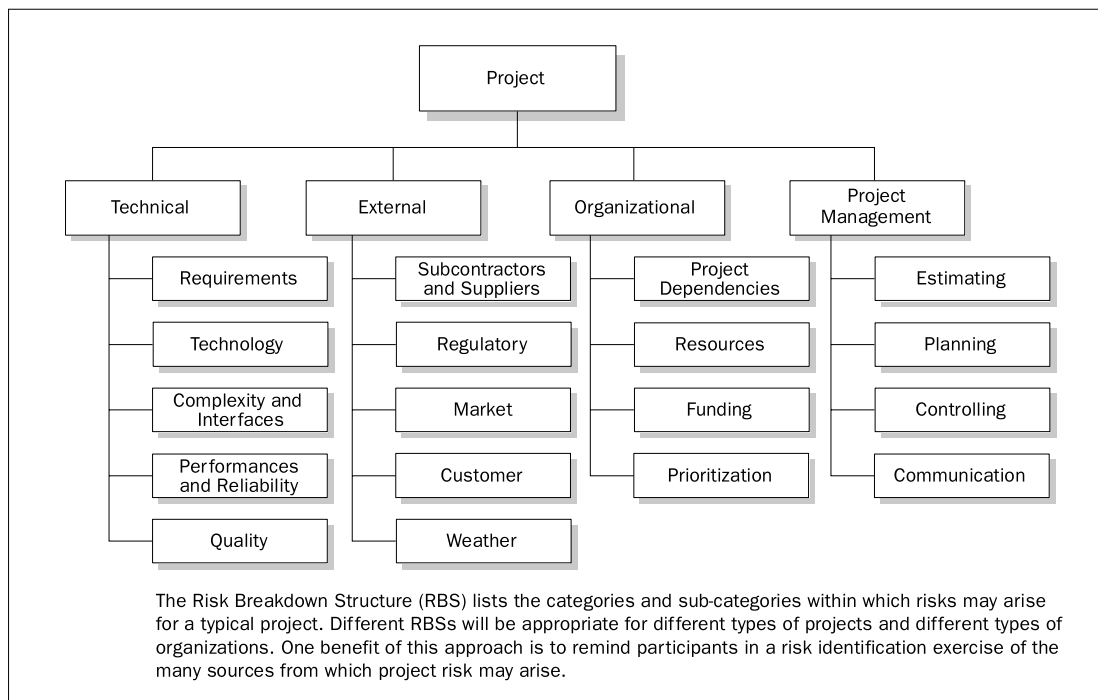 Project
Technical
External
Organizational
Project
Management
Requirements
Technology
Complexity and
Interfaces
Performances
and Reliability
Quality
Subcontractors
and Suppliers
Regulatory
Market
Customer
Weather
Project
Dependencies
Resources
Funding
Prioritization
Estimating
Planning
Controlling
Communication
The Risk Breakdown Structure (RBS) lists the categories and sub-categories within which risks may arise
for a typical project. Different RBSs will be appropriate for different types of projects and different types of
organizations. One benefit of this approach is to remind participants in a risk identification exercise of the
many sources from which project risk may arise.